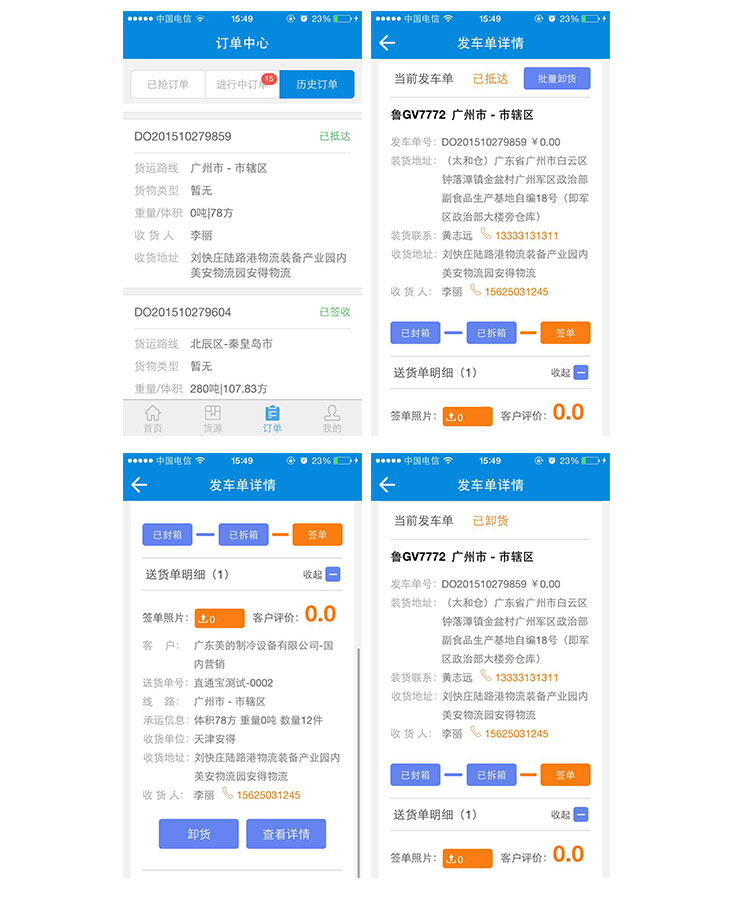 中国电信 15:49 23%
订单中心
已抢订单 进行中订单 15 历史订单
DO201510279859 已抵达
货运路线 广州市 - 市辖区
货物类型 暂无
重量/体积 0吨|78方
收 货 人 李丽
收货地址 刘快庄陆路港物流装备产业园内
美安物流园安得物流
DO201510279604 已签收
货运路线 北辰区-秦皇岛市
货物类型 暂无
重量/体积 280吨|107.83方
首页 货源 订单 我的
中国电信 15:49 23%
发车单详情
当前发车单 已抵达 批量卸货
鲁GV7772 广州市 - 市辖区
发车单号: DO201510279859 ¥0.00
装货地址: （太和仓）广东省广州市白云区
钟落潭镇金盆村广州军区政治部
副食品生产基地自编18号（即军
区政治部大楼旁仓库）
装货联系: 黄志远 13333131311
收货地址: 刘快庄陆路港物流装备产业园内
美安物流园安得物流
收 货 人: 李丽 15625031245
已封箱 已拆箱 签单
送货单明细（1） 收起
签单照片: 0 客户评价: 0.0
中国电信 15:49 23%
发车单详情
已封箱 已拆箱 签单
送货单明细（1） 收起
签单照片: 0 客户评价: 0.0
客 户: 广东美的制冷设备有限公司-国
内营销
送货单号: 直通宝测试-0002
线 路: 广州市 - 市辖区
承运信息: 体积78方 重量0吨 数量12件
收货单位: 天津安得
收货地址: 刘快庄陆路港物流装备产业园内
美安物流园安得物流
收 货 人: 李丽 15625031245
卸货 查看详情
中国电信 15:49 23%
发车单详情
当前发车单 已卸货
鲁GV7772 广州市 - 市辖区
发车单号: DO201510279859 ¥0.00
装货地址: （太和仓）广东省广州市白云区
钟落潭镇金盆村广州军区政治部
副食品生产基地自编18号（即军
区政治部大楼旁仓库）
装货联系: 黄志远 13333131311
收货地址: 刘快庄陆路港物流装备产业园内
美安物流园安得物流
收 货 人: 李丽 15625031245
已封箱 已拆箱 签单
送货单明细（1） 收起
签单照片: 0 客户评价: 0.0